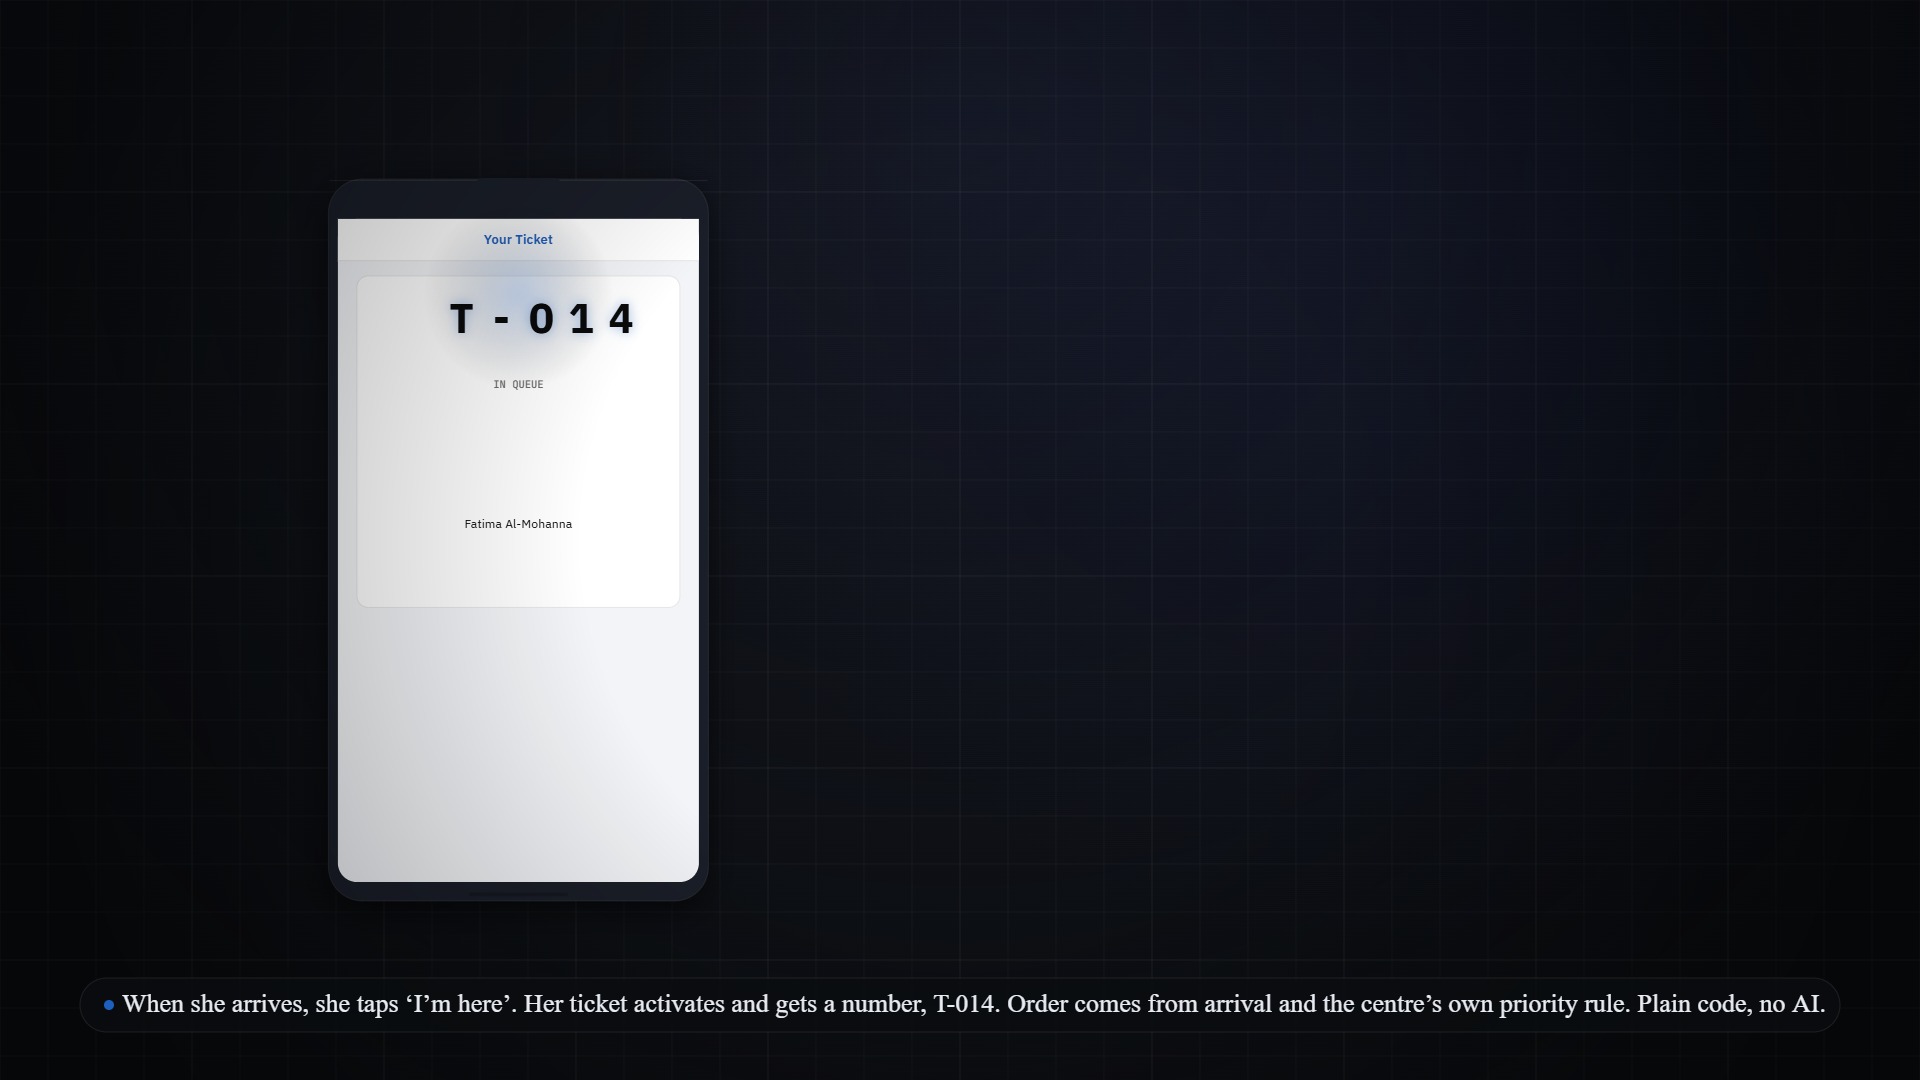 Your Ticket
T-014
IN QUEUE
Fatima Al-Mohanna
When she arrives, she taps ‘I’m here’. Her ticket activates and gets a number, T-014. Order comes from arrival and the centre’s own priority rule. Plain code, no AI.